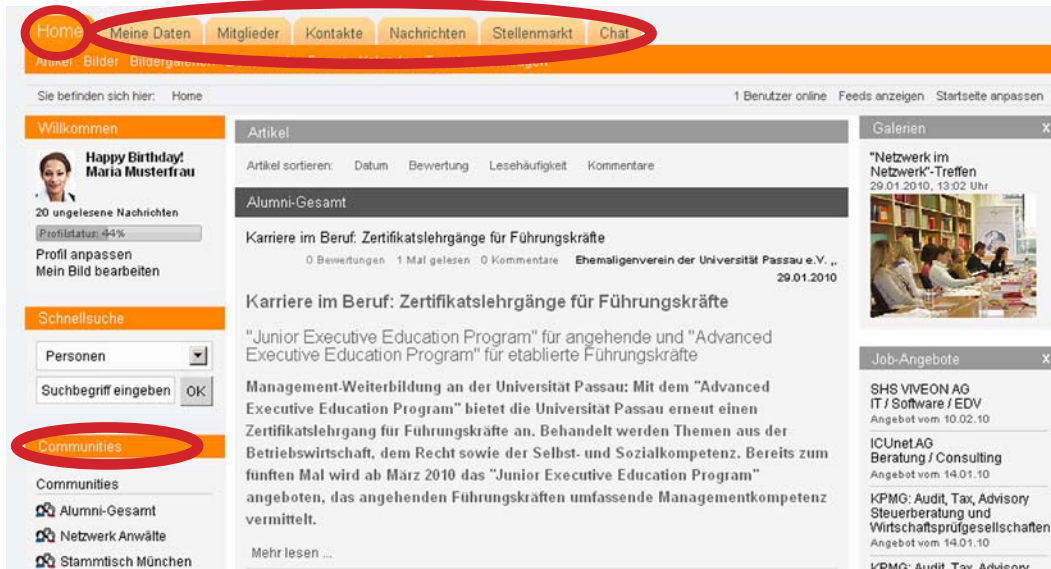 Home Meine Daten Mitglieder Kontakte Nachrichten Stellenmarkt Chat
Artikel Bilder
Sie befinden sich hier: Home
1 Benutzer online Feeds anzeigen Startseite anpassen
Willkommen
Happy Birthday!
Maria Musterfrau
20 ungelesene Nachrichten
Profilstatus: 44%
Profil anpassen
Mein Bild bearbeiten
Schnellsuche
Personen
Suchbegriff eingeben OK
Communities
Communities
Alumni-Gesamt
Netzwerk Anwälte
Stammtisch München
Artikel
Artikel sortieren: Datum Bewertung Lesehäufigkeit Kommentare
Alumni-Gesamt
Karriere im Beruf: Zertifikatslehrgänge für Führungskräfte
0 Bewertungen 1 Mal gelesen 0 Kommentare Ehemaligenverein der Universität Passau e.V. ,,
29.01.2010
Karriere im Beruf: Zertifikatslehrgänge für Führungskräfte
"Junior Executive Education Program" für angehende und "Advanced
Executive Education Program" für etablierte Führungskräfte
Management-Weiterbildung an der Universität Passau: Mit dem "Advanced
Executive Education Program" bietet die Universität Passau erneut einen
Zertifikatslehrgang für Führungskräfte an. Behandelt werden Themen aus der
Betriebswirtschaft, dem Recht sowie der Selbst- und Sozialkompetenz. Bereits zum
fünften Mal wird ab März 2010 das "Junior Executive Education Program"
angeboten, das angehenden Führungskräften umfassende Managementkompetenz
vermittelt.
Mehr lesen ...
Galerien X
"Netzwerk im
Netzwerk"-Treffen
29.01.2010, 13:02 Uhr
Job-Angebote X
SHS VIVEON AG
IT / Software / EDV
Angebot vom 10.02.10
ICUnet.AG
Beratung / Consulting
Angebot vom 14.01.10
KPMG: Audit, Tax, Advisory
Steuerberatung und
Wirtschaftsprüfgesellschaften
Angebot vom 14.01.10
KPMG: Audit, Tax, Advisory